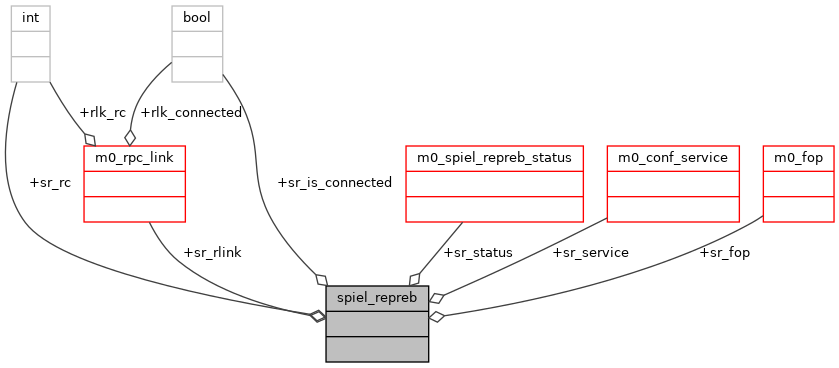 int
bool
+rlk_rc
+rlk_connected
m0_rpc_link
m0_spiel_repreb_status
m0_conf_service
m0_fop
+sr_rc
+sr_is_connected
+sr_rlink
+sr_status
+sr_service
+sr_fop
spiel_repreb